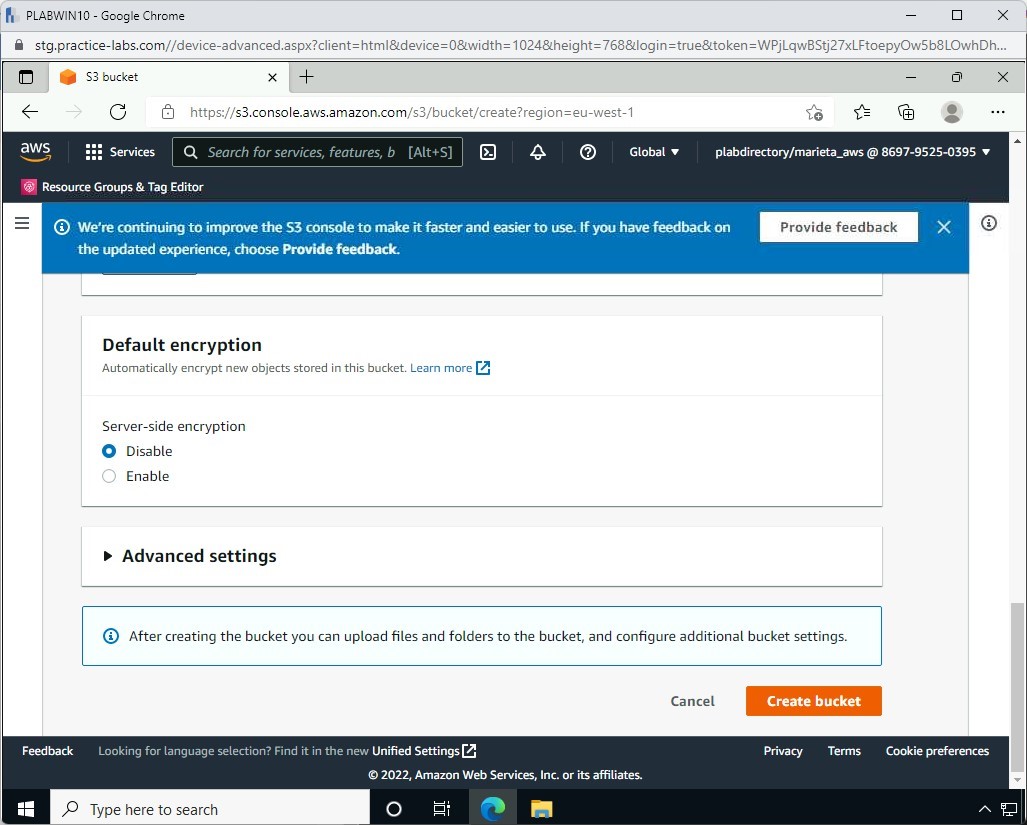 PLABWIN10 - Google Chrome
stg.practice-labs.com//device-advanced.aspx?client=html&device=0&width=1024&height=768&login=true&token=WPjLqwBStj27xLFtoepyOw5b8LOwhDh...
S3 bucket
https://s3.console.aws.amazon.com/s3/bucket/create?region=eu-west-1
aws
Services
Search for services, features, b [Alt+S]
Global
plabdirectory/marieta_aws @ 8697-9525-0395
Resource Groups & Tag Editor
We're continuing to improve the S3 console to make it faster and easier to use. If you have feedback on
the updated experience, choose Provide feedback.
Provide feedback
Default encryption
Automatically encrypt new objects stored in this bucket. Learn more
Server-side encryption
Disable
Enable
Advanced settings
After creating the bucket you can upload files and folders to the bucket, and configure additional bucket settings.
Cancel
Create bucket
Feedback
Looking for language selection? Find it in the new Unified Settings
Privacy
Terms
Cookie preferences
© 2022, Amazon Web Services, Inc. or its affiliates.
Type here to search